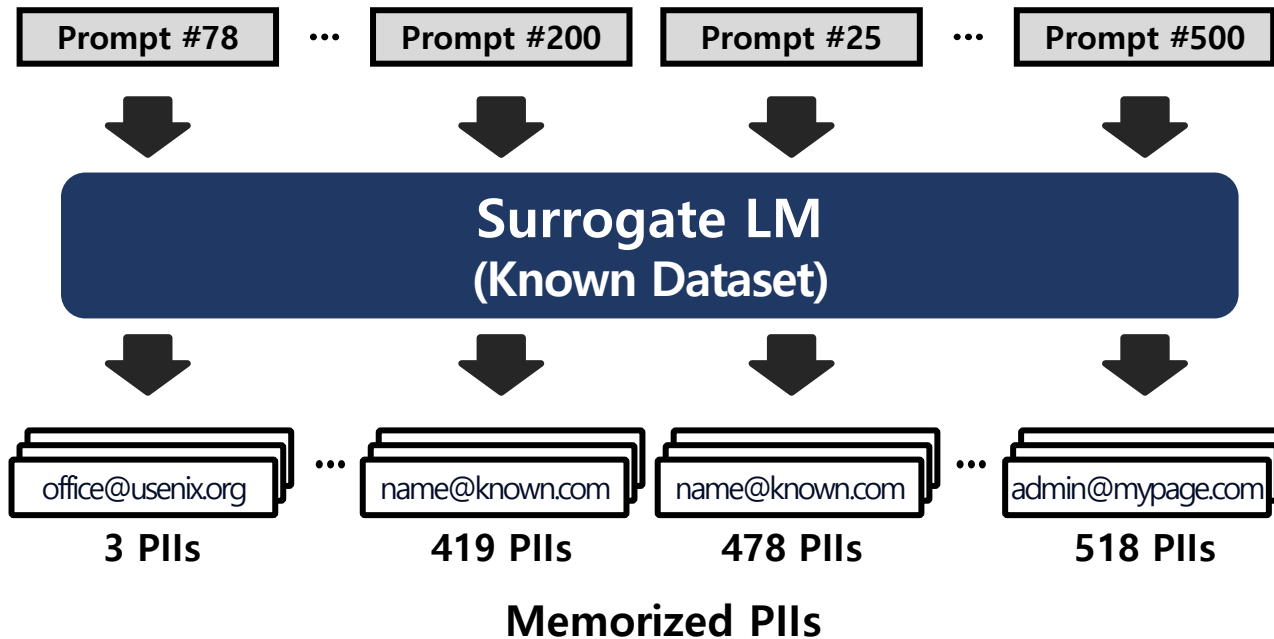 Prompt #78 ... Prompt #200 Prompt #25 ... Prompt #500
Surrogate LM
(Known Dataset)
office@usenix.org ... name@known.com name@known.com ... admin@mypage.com
3 PIIs 419 PIIs 478 PIIs 518 PIIs
Memorized PIIs